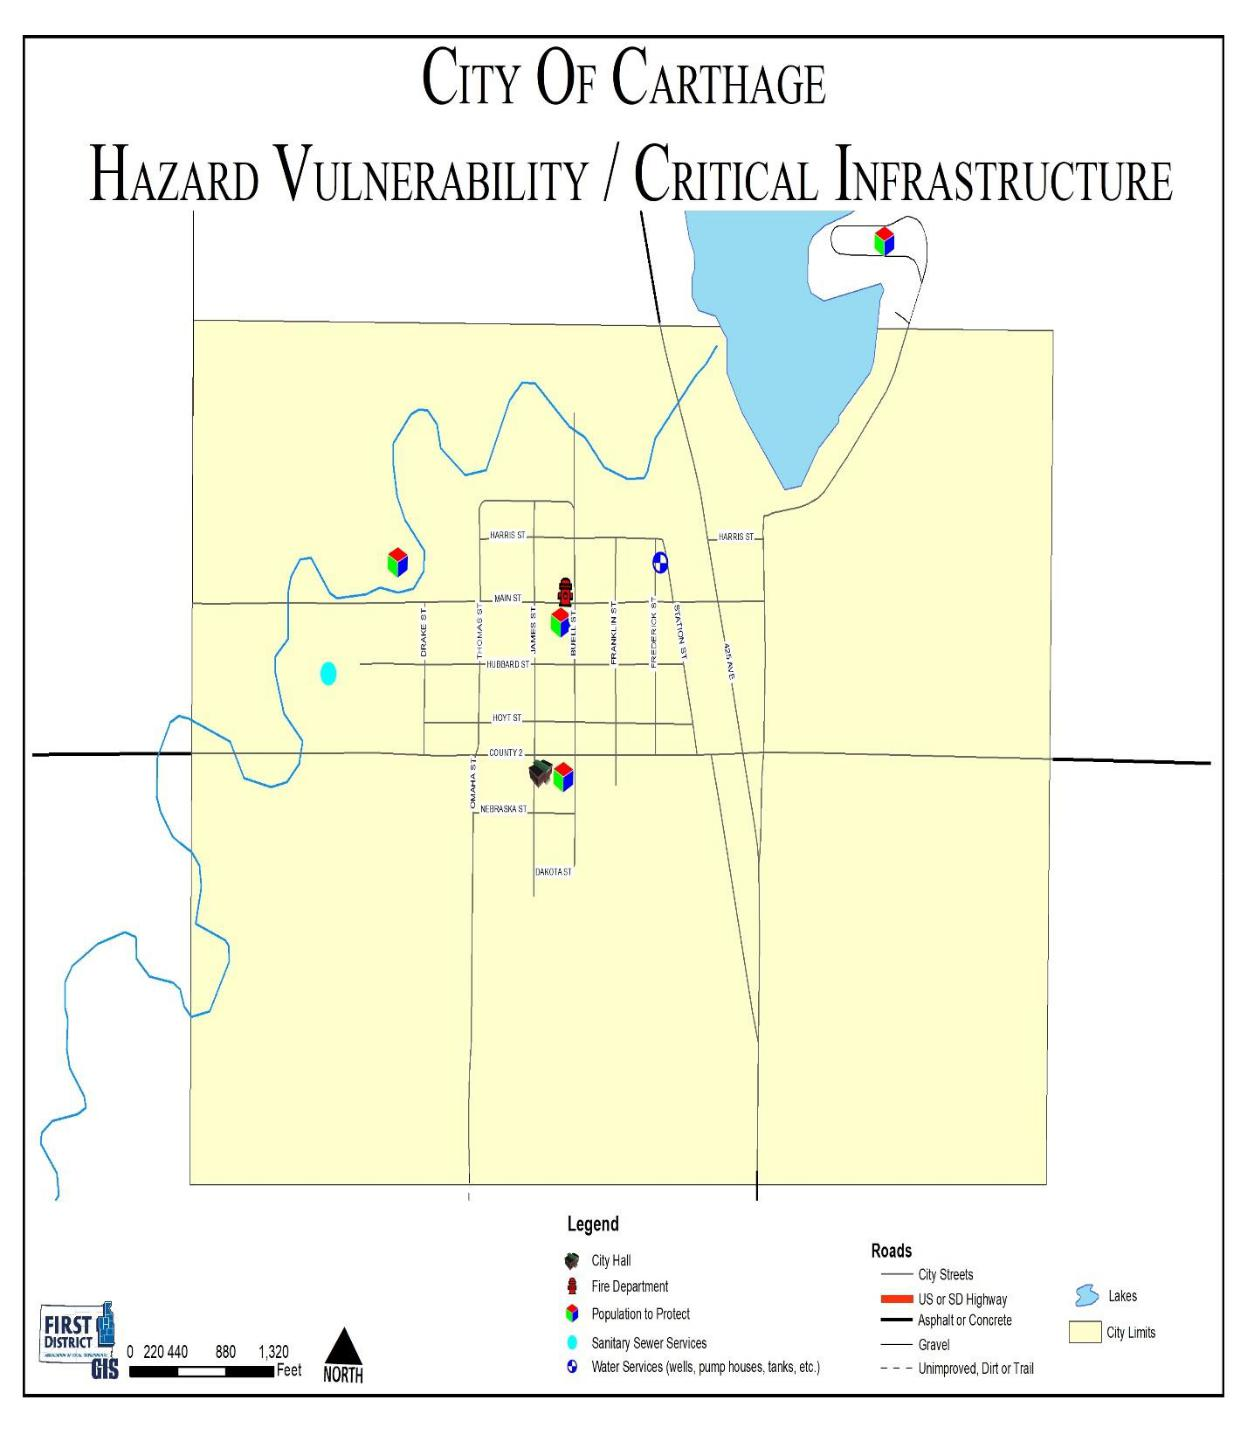 CITY OF CARTHAGE
HAZARD VULNERABILITY / CRITICAL INFRASTRUCTURE
HARRIS ST
HARRIS ST
MAIN ST
DRAKE ST
THOMAS ST
JAMES ST
BUELL ST
FRANKLIN ST
FREDERICK ST
STATION ST
425 AVE
HUBBARD ST
HOYT ST
COUNTY 2
OMAHA ST
NEBRASKA ST
DAKOTA ST
Legend
City Hall
Fire Department
Population to Protect
Sanitary Sewer Services
Water Services (wells, pump houses, tanks, etc.)
Roads
City Streets
US or SD Highway
Asphalt or Concrete
Gravel
Unimproved, Dirt or Trail
Lakes
City Limits
FIRST
DISTRICT
GIS
0 220 440 880 1,320
Feet
NORTH